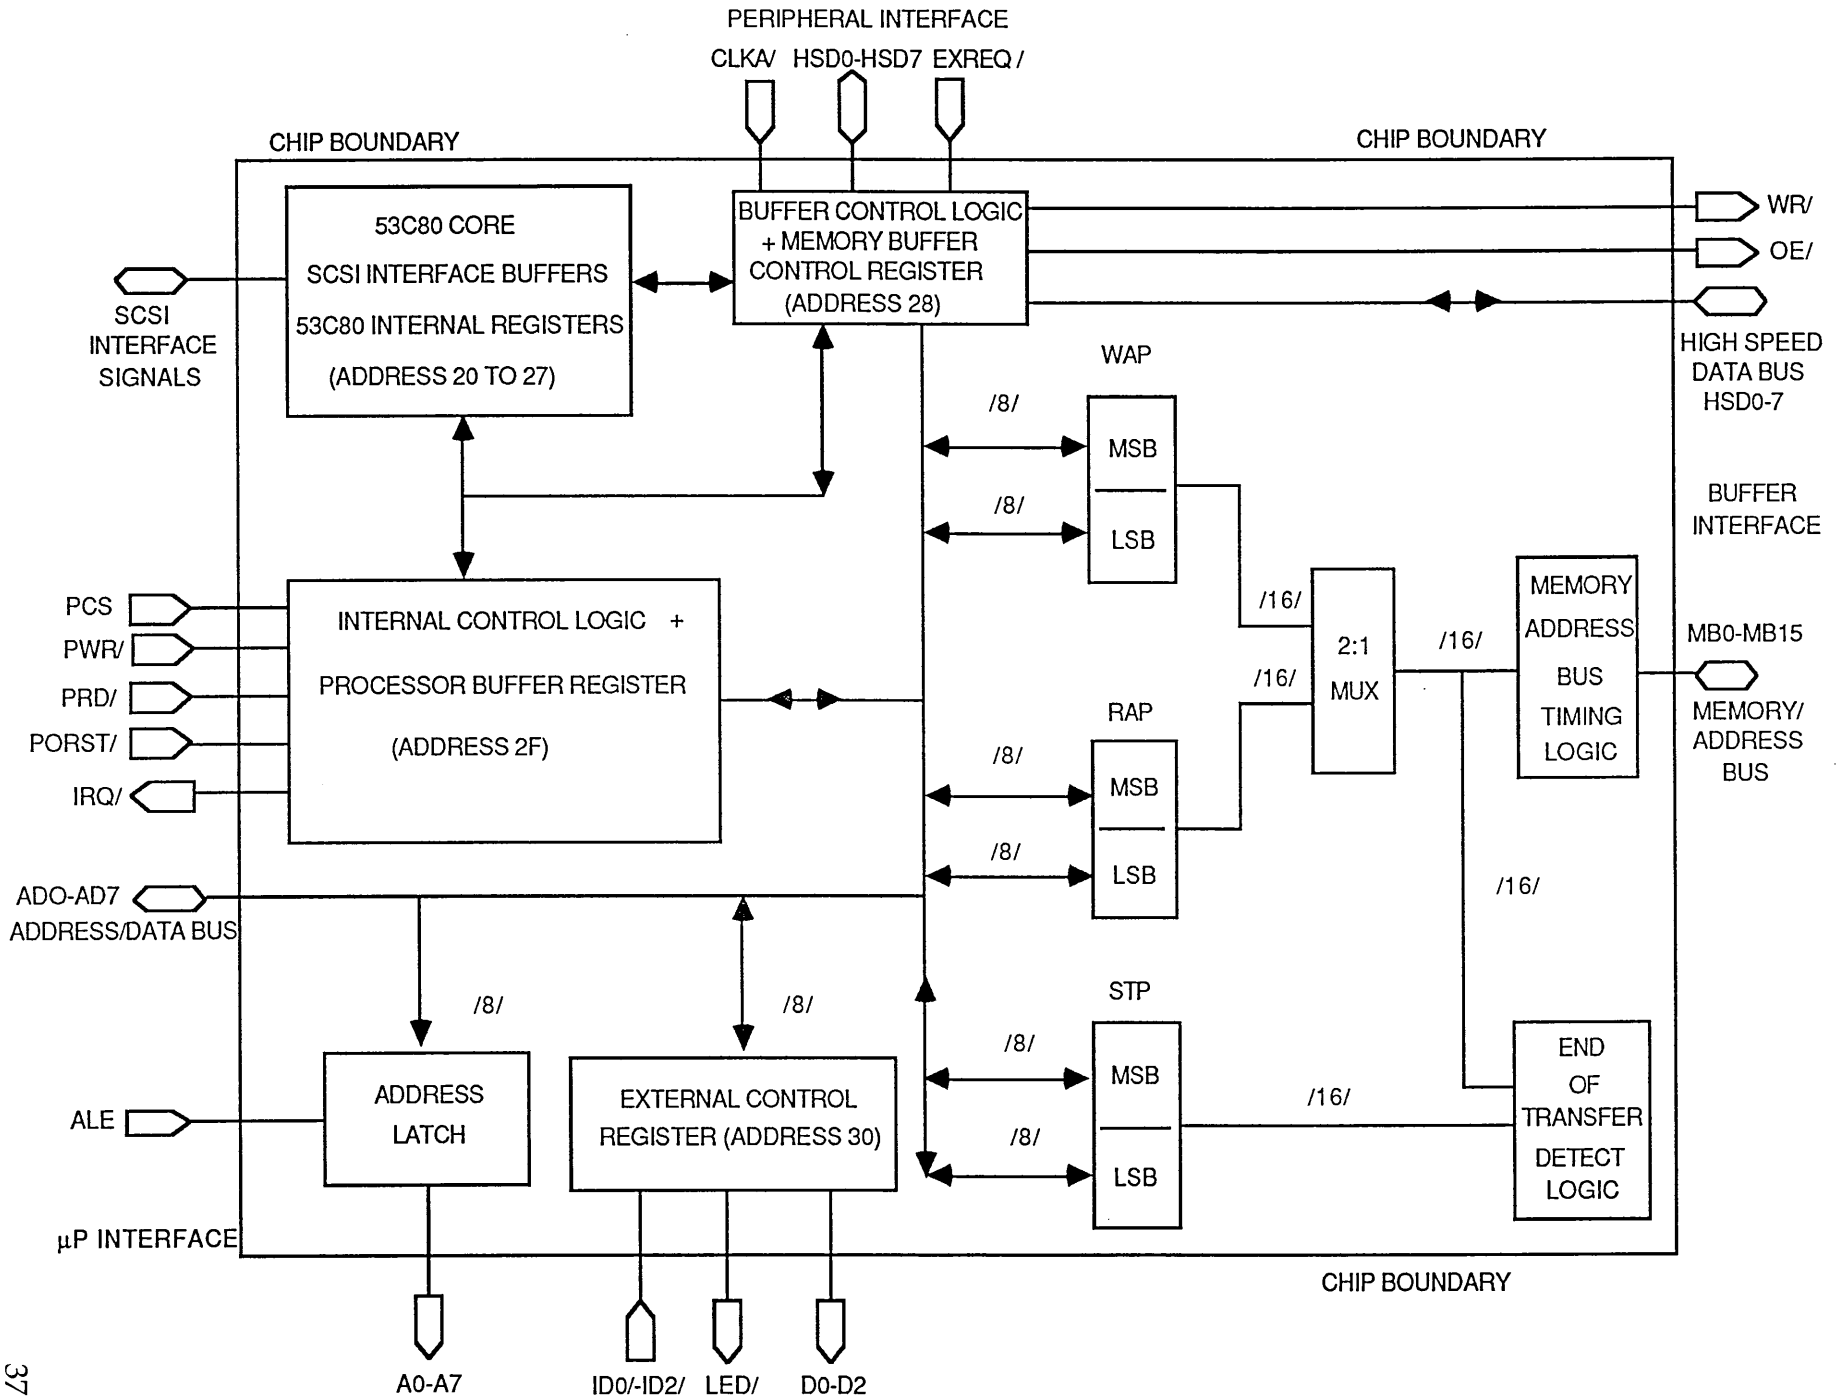 PERIPHERAL INTERFACE
CLKA/ HSD0-HSD7 EXREQ /
CHIP BOUNDARY
CHIP BOUNDARY
53C80 CORE
SCSI INTERFACE BUFFERS
53C80 INTERNAL REGISTERS
(ADDRESS 20 TO 27)
BUFFER CONTROL LOGIC
+ MEMORY BUFFER
CONTROL REGISTER
(ADDRESS 28)
WR/
OE/
HIGH SPEED
DATA BUS
HSD0-7
SCSI
INTERFACE
SIGNALS
WAP
/8/
MSB
/8/
LSB
BUFFER
INTERFACE
PCS
PWR/
PRD/
PORST/
IRQ/
INTERNAL CONTROL LOGIC +
PROCESSOR BUFFER REGISTER
(ADDRESS 2F)
/16/
/16/
2:1
MUX
/16/
MEMORY
ADDRESS
BUS
TIMING
LOGIC
MB0-MB15
MEMORY/
ADDRESS
BUS
RAP
/8/
MSB
/8/
LSB
/16/
ADO-AD7
ADDRESS/DATA BUS
/8/
/8/
STP
/8/
MSB
/8/
LSB
/16/
END
OF
TRANSFER
DETECT
LOGIC
ALE
ADDRESS
LATCH
EXTERNAL CONTROL
REGISTER (ADDRESS 30)
µP INTERFACE
CHIP BOUNDARY
A0-A7
ID0/-ID2/
LED/
D0-D2
37